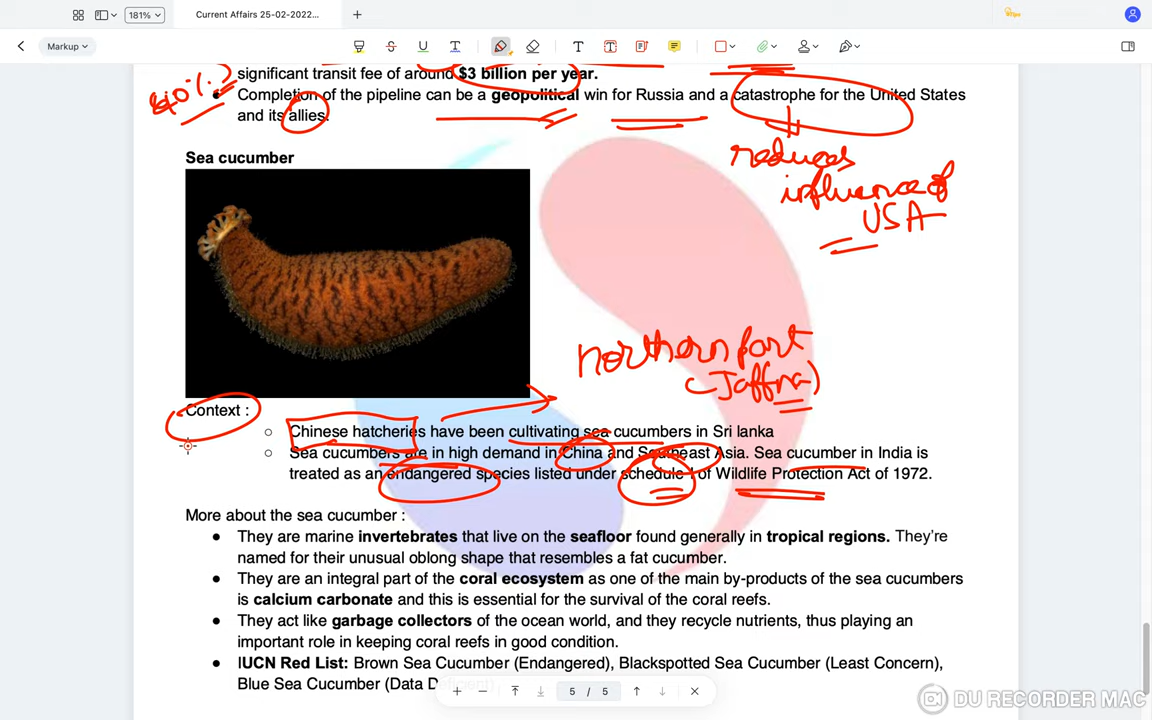 181%
Current Affairs 25-02-2022...
Markup
significant transit fee of around $3 billion per year.
40%
Completion of the pipeline can be a geopolitical win for Russia and a catastrophe for the United States
and its allies.
reduces
influence of
USA
Sea cucumber
northern part
(Jaffna)
Context :
Chinese hatcheries have been cultivating sea cucumbers in Sri lanka
Sea cucumbers are in high demand in China and Southeast Asia. Sea cucumber in India is
treated as an endangered species listed under schedule 1 of Wildlife Protection Act of 1972.
More about the sea cucumber :
They are marine invertebrates that live on the seafloor found generally in tropical regions. They're
named for their unusual oblong shape that resembles a fat cucumber.
They are an integral part of the coral ecosystem as one of the main by-products of the sea cucumbers
is calcium carbonate and this is essential for the survival of the coral reefs.
They act like garbage collectors of the ocean world, and they recycle nutrients, thus playing an
important role in keeping coral reefs in good condition.
IUCN Red List: Brown Sea Cucumber (Endangered), Blackspotted Sea Cucumber (Least Concern),
Blue Sea Cucumber (Data
5 / 5
DU RECORDER MAC